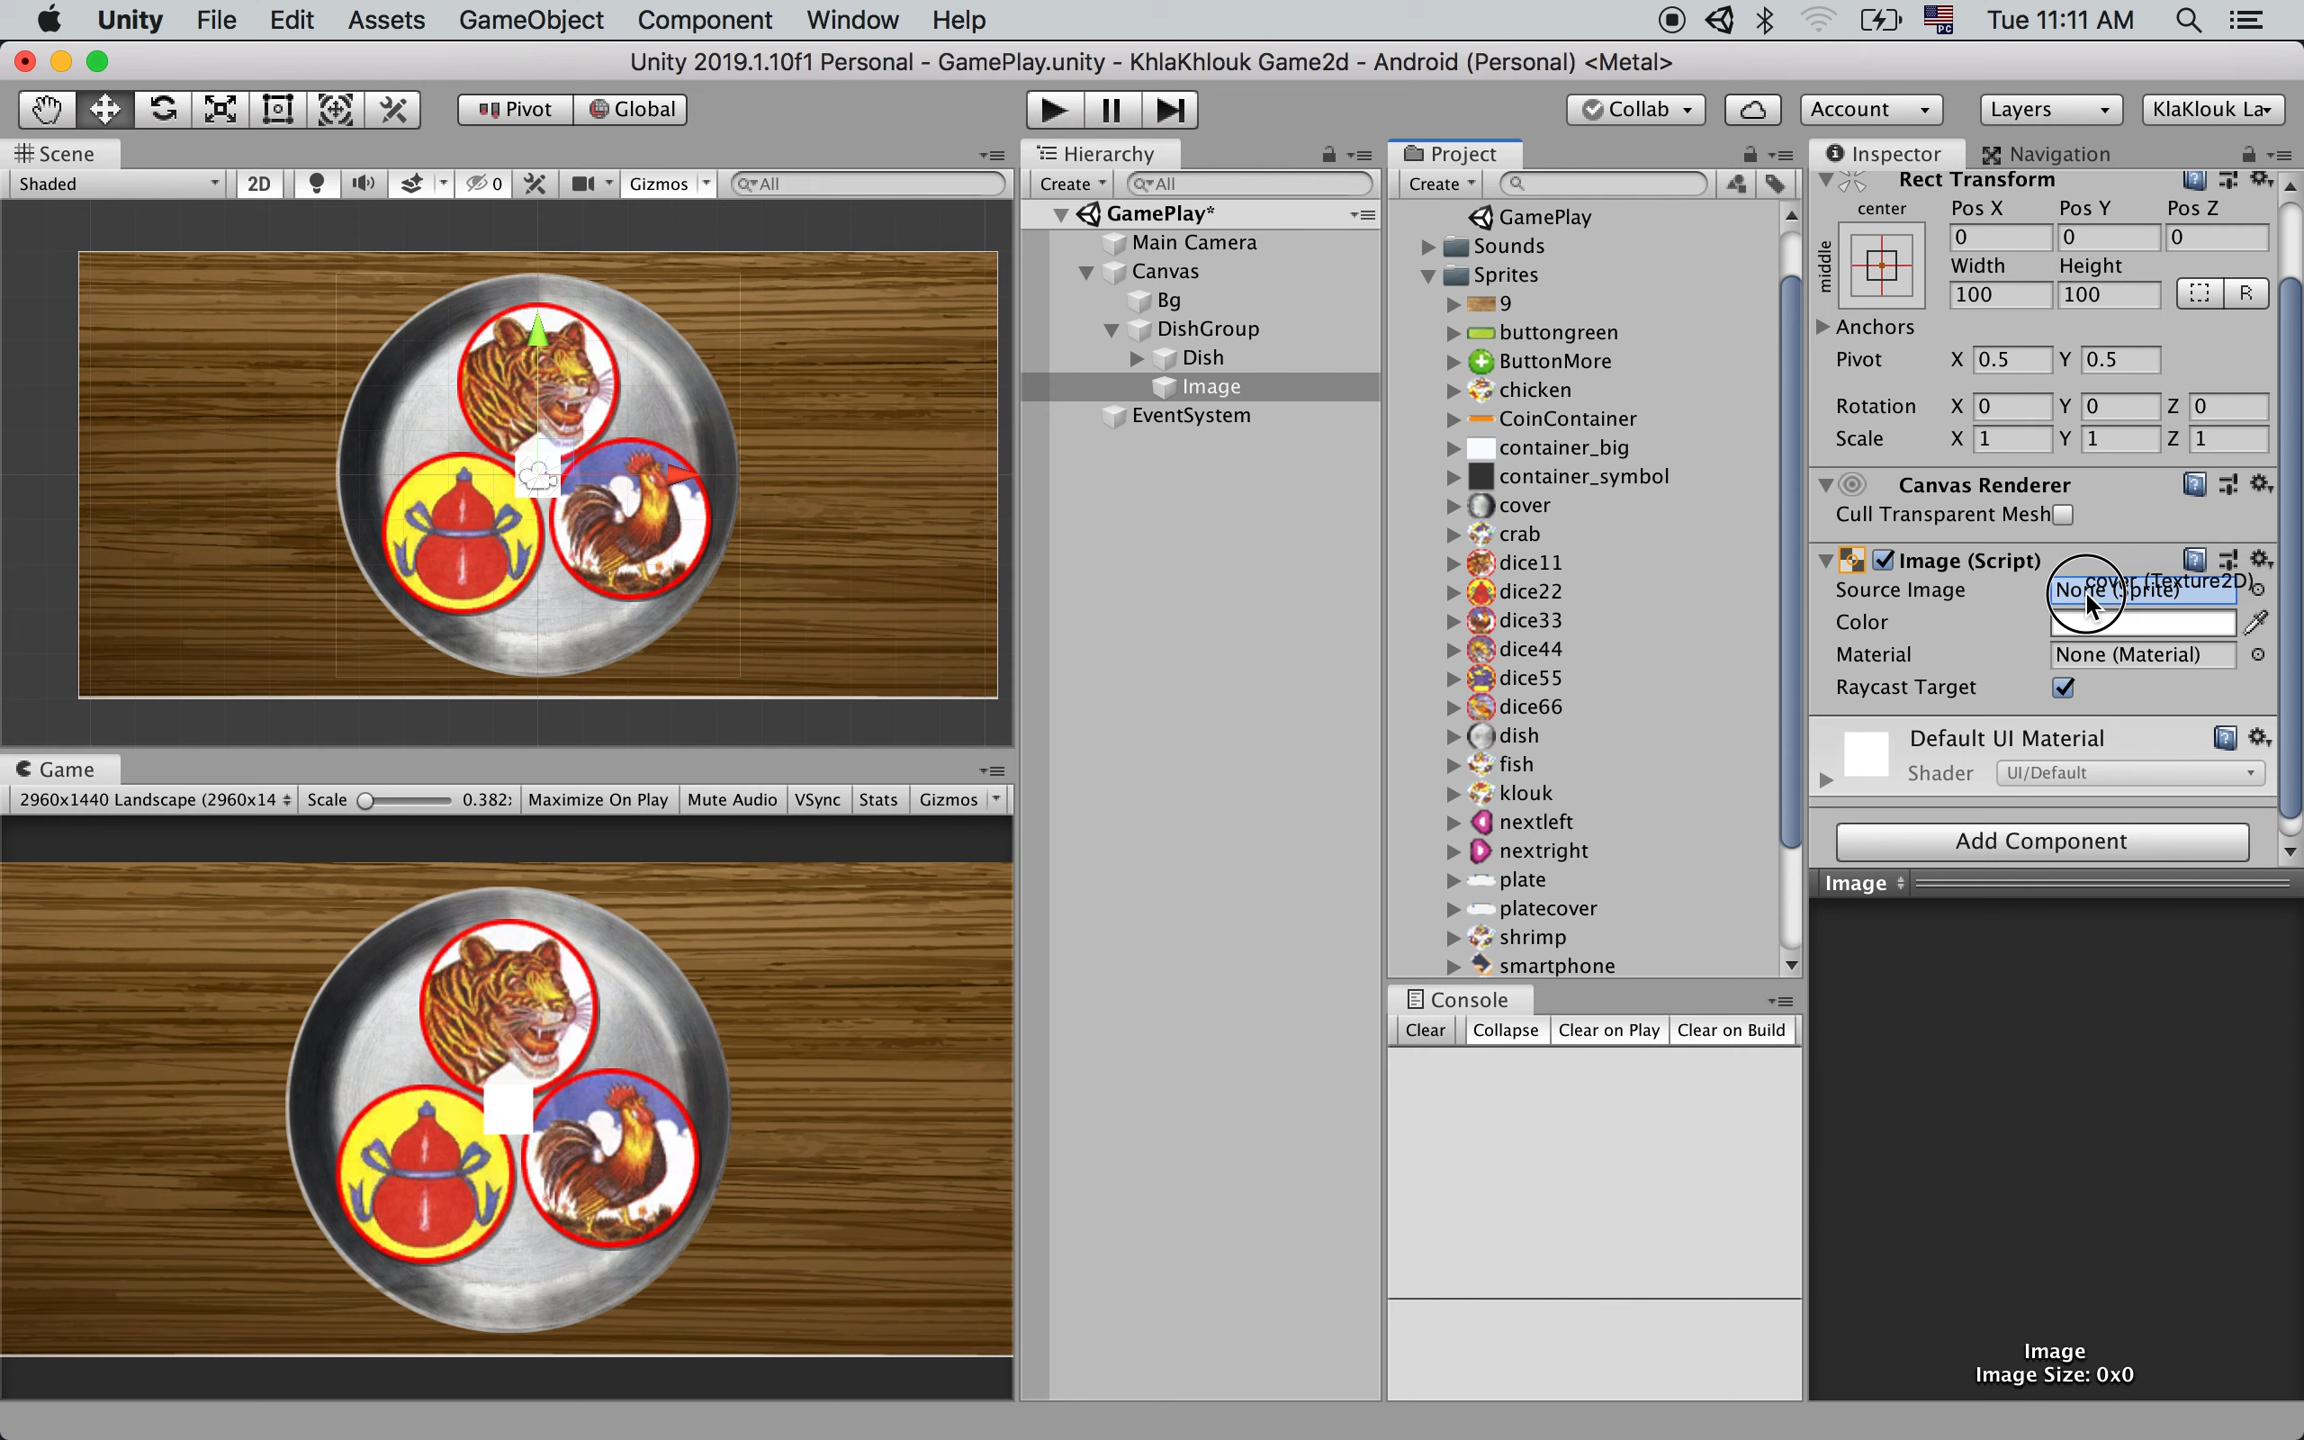 Unity File Edit Assets GameObject Component Window Help Tue 11:11 AM
Unity 2019.1.10f1 Personal - GamePlay.unity - KhlaKhlouk Game2d - Android (Personal) <Metal>
Pivot Global Collab Account Layers KlaKlouk La
Scene
Shaded 2D 0 Gizmos All
Game
2960x1440 Landscape (2960x14 Scale 0.382: Maximize On Play Mute Audio VSync Stats Gizmos
Hierarchy
Create All
GamePlay*
Main Camera
Canvas
Bg
DishGroup
Dish
Image
EventSystem
Project
Create
GamePlay
Sounds
Sprites
9
buttongreen
ButtonMore
chicken
CoinContainer
container_big
container_symbol
cover
crab
dice11
dice22
dice33
dice44
dice55
dice66
dish
fish
klouk
nextleft
nextright
plate
platecover
shrimp
smartphone
Console
Clear Collapse Clear on Play Clear on Build
Inspector Navigation
Rect Transform
center Pos X Pos Y Pos Z
middle 0 0 0
Width Height
100 100 R
Anchors
Pivot X 0.5 Y 0.5
Rotation X 0 Y 0 Z 0
Scale X 1 Y 1 Z 1
Canvas Renderer
Cull Transparent Mesh
Image (Script)
cover (Texture2D)
Source Image None (Sprite)
Color
Material None (Material)
Raycast Target
Default UI Material
Shader UI/Default
Add Component
Image
Image
Image Size: 0x0